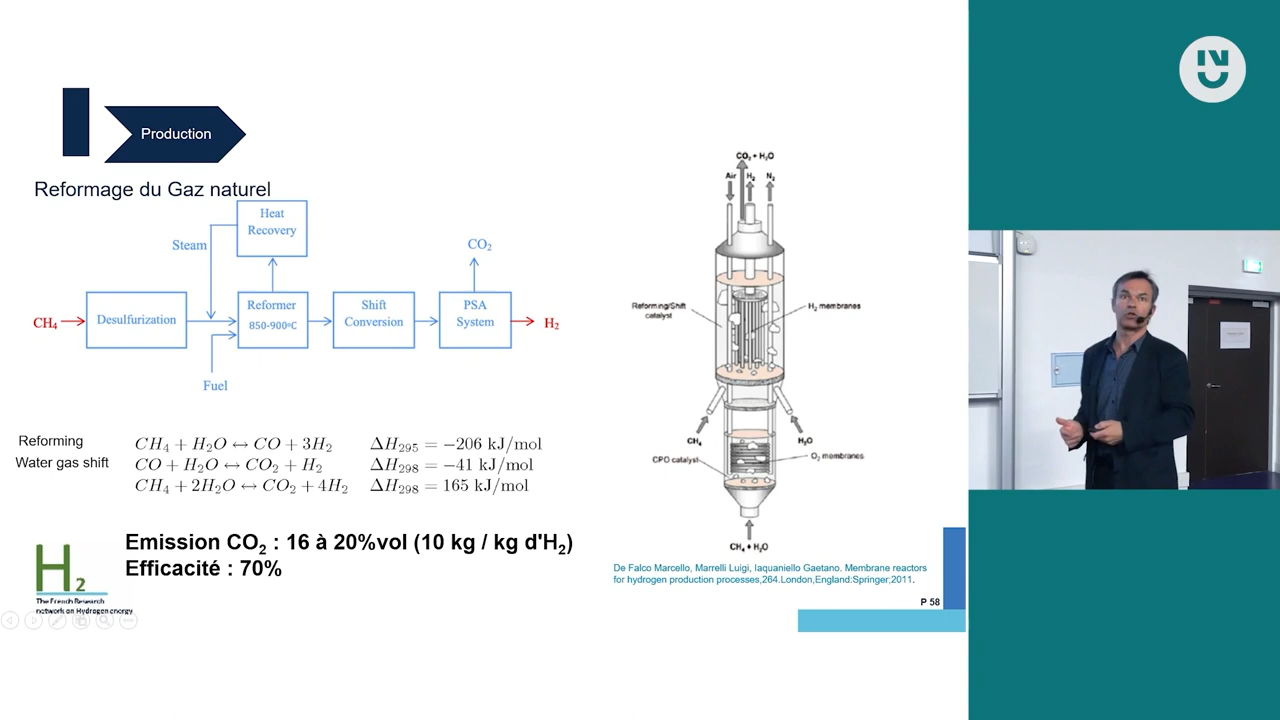 Production
Reformage du Gaz naturel
Heat
Recovery
Steam
CO₂
CH₄
Desulfurization
Reformer
850-900ºC
Shift
Conversion
PSA
System
H₂
Fuel
Reforming CH₄ + H₂O ↔ CO + 3H₂ ΔH₂₉₅ = −206 kJ/mol
Water gas shift CO + H₂O ↔ CO₂ + H₂ ΔH₂₉₈ = −41 kJ/mol
CH₄ + 2H₂O ↔ CO₂ + 4H₂ ΔH₂₉₈ = 165 kJ/mol
Emission CO₂ : 16 à 20%vol (10 kg / kg d'H₂)
Efficacité : 70%
H₂
The French Research
network on Hydrogen energy
CO₂ + H₂O
Air H₂ N₂
Reforming/Shift
catalyst
H₂ membranes
CH₄
H₂O
CPO catalyst
O₂ membranes
CH₄ + H₂O
De Falco Marcello, Marrelli Luigi, Iaquaniello Gaetano. Membrane reactors
for hydrogen production processes,264.London,England:Springer;2011.
P 58